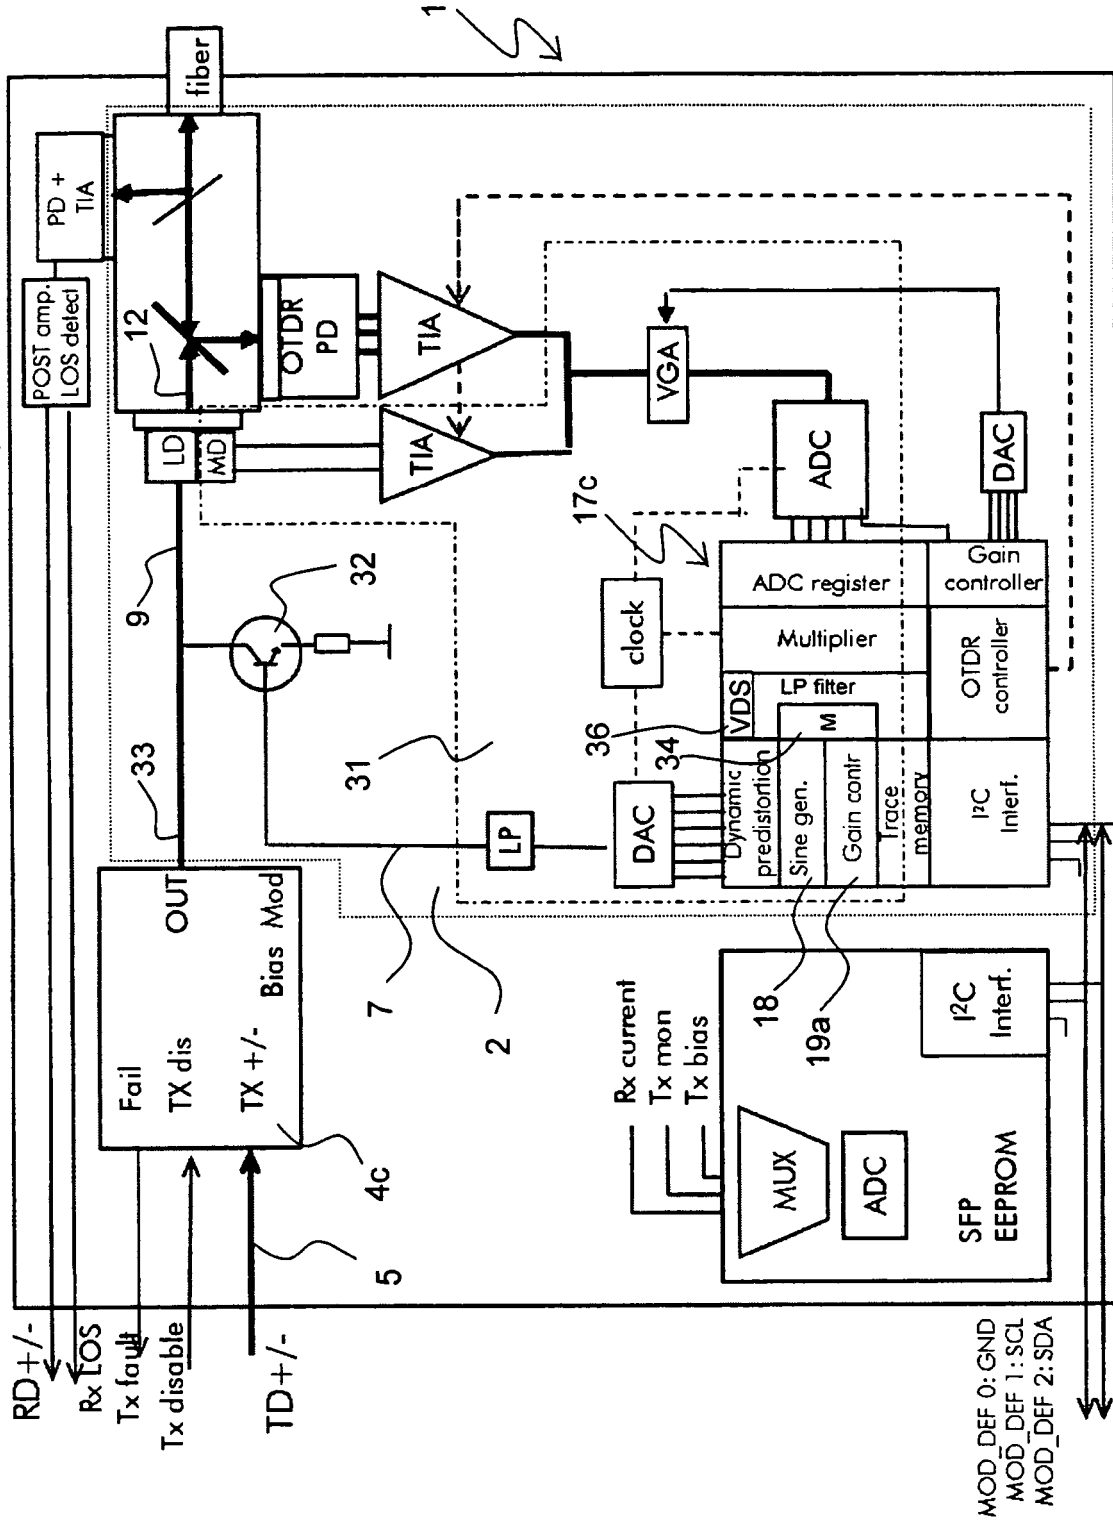 RD+/-
Rx LOS
Tx fault
Tx disable
TD+/-
5
4c
Fail
TX dis
TX +/-
OUT
Bias Mod
POST amp.
LOS detect
PD +
TIA
fiber
1
12
LD
MD
OTDR
PD
TIA
TIA
VGA
9
33
32
31
7
2
LP
DAC
clock
17c
ADC
DAC
ADC register
Gain
controller
Multiplier
OTDR
controller
VDS
LP filter
M
36
34
Dynamic
predistortion
Sine gen.
Gain contr
Trace
memory
I²C
Interf.
18
19a
Rx current
Tx mon
Tx bias
MUX
ADC
SFP
EEPROM
I²C
Interf.
MOD_DEF 0: GND
MOD_DEF 1: SCL
MOD_DEF 2: SDA